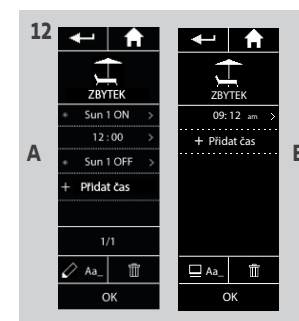 12
A
ZBYTEK
Sun 1 ON >
12 : 00 >
Sun 1 OFF >
+ Přidat čas
1/1
Aa_
OK
ZBYTEK
09: 12 am >
+ Přidat čas
Aa_
OK